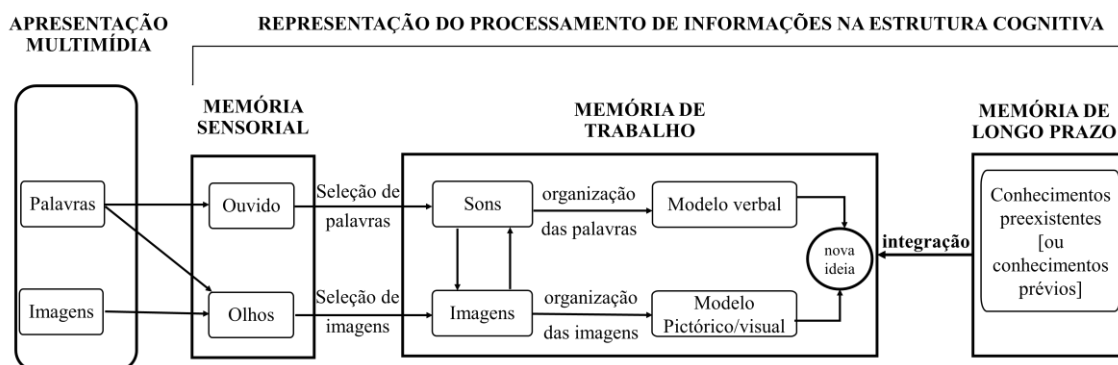 APRESENTAÇÃO
MULTIMÍDIA
REPRESENTAÇÃO DO PROCESSAMENTO DE INFORMAÇÕES NA ESTRUTURA COGNITIVA
MEMÓRIA
SENSORIAL
MEMÓRIA DE
TRABALHO
MEMÓRIA DE
LONGO PRAZO
Palavras
Ouvido
Seleção de
palavras
Sons
organização
das palavras
Modelo verbal
Imagens
Olhos
Seleção de
imagens
Imagens
organização
das imagens
Modelo
Pictórico/visual
nova
ideia
integração
Conhecimentos
preexistentes
[ou
conhecimentos
prévios]